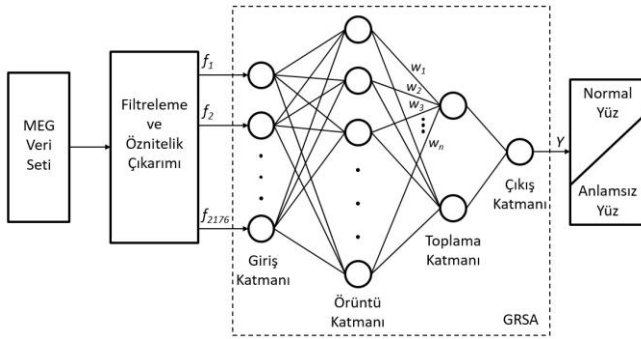 MEG
Veri
Seti
Filtreleme
ve
Öznitelik
Çıkarımı
f1
f2
f2176
Giriş
Katmanı
Örüntü
Katmanı
w1
w2
w3
wn
Toplama
Katmanı
Çıkış
Katmanı
GRSA
Y
Normal
Yüz
Anlamsız
Yüz